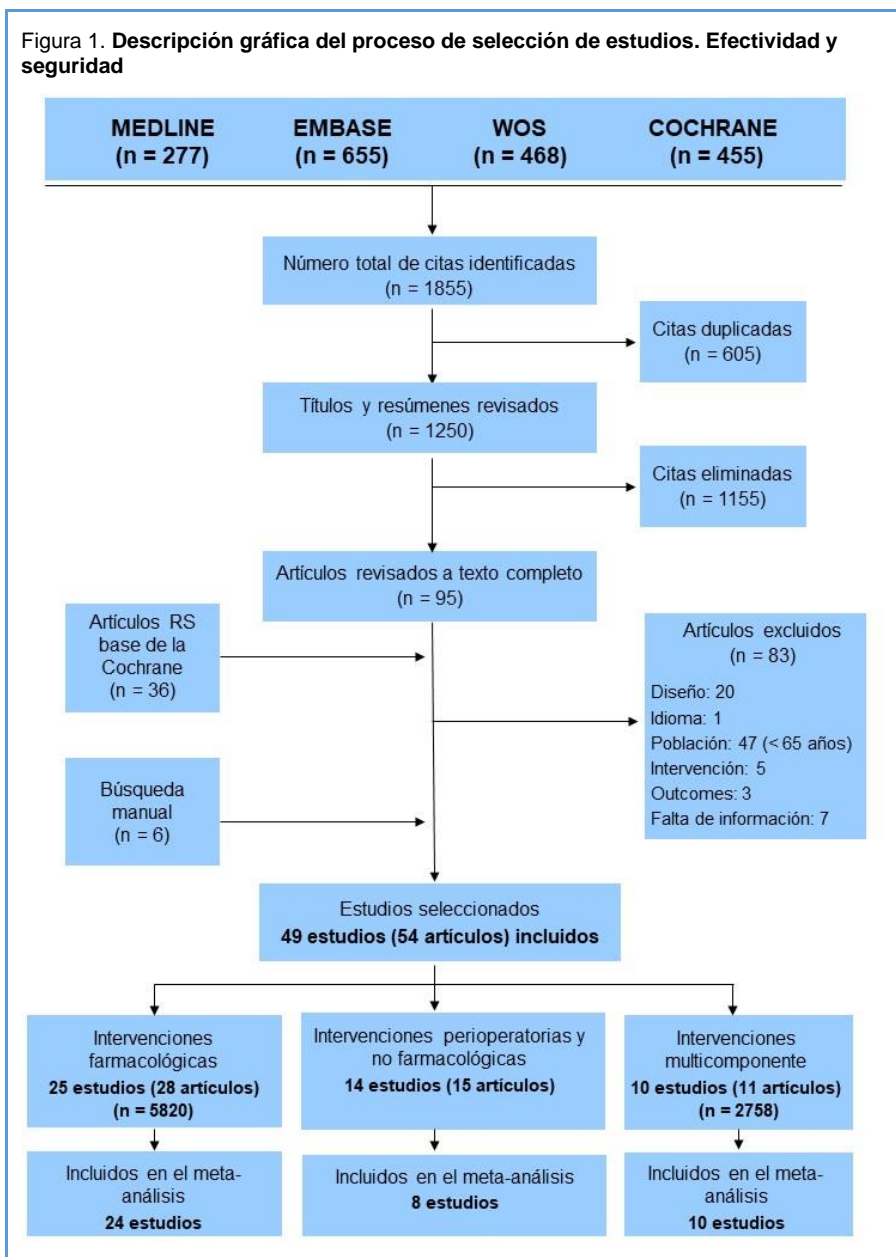 Figura 1. Descripción gráfica del proceso de selección de estudios. Efectividad y
seguridad
MEDLINE
(n = 277)
EMBASE
(n = 655)
WOS
(n = 468)
COCHRANE
(n = 455)
Número total de citas identificadas
(n = 1855)
Citas duplicadas
(n = 605)
Títulos y resúmenes revisados
(n = 1250)
Citas eliminadas
(n = 1155)
Artículos revisados a texto completo
(n = 95)
Artículos RS
base de la
Cochrane
(n = 36)
Artículos excluidos
(n = 83)
Diseño: 20
Idioma: 1
Población: 47 (< 65 años)
Intervención: 5
Outcomes: 3
Falta de información: 7
Búsqueda
manual
(n = 6)
Estudios seleccionados
49 estudios (54 artículos) incluidos
Intervenciones
farmacológicas
25 estudios (28 artículos)
(n = 5820)
Intervenciones perioperatorias y
no farmacológicas
14 estudios (15 artículos)
Intervenciones
multicomponente
10 estudios (11 artículos)
(n = 2758)
Incluidos en el meta-
análisis
24 estudios
Incluidos en el meta-análisis
8 estudios
Incluidos en el meta-
análisis
10 estudios